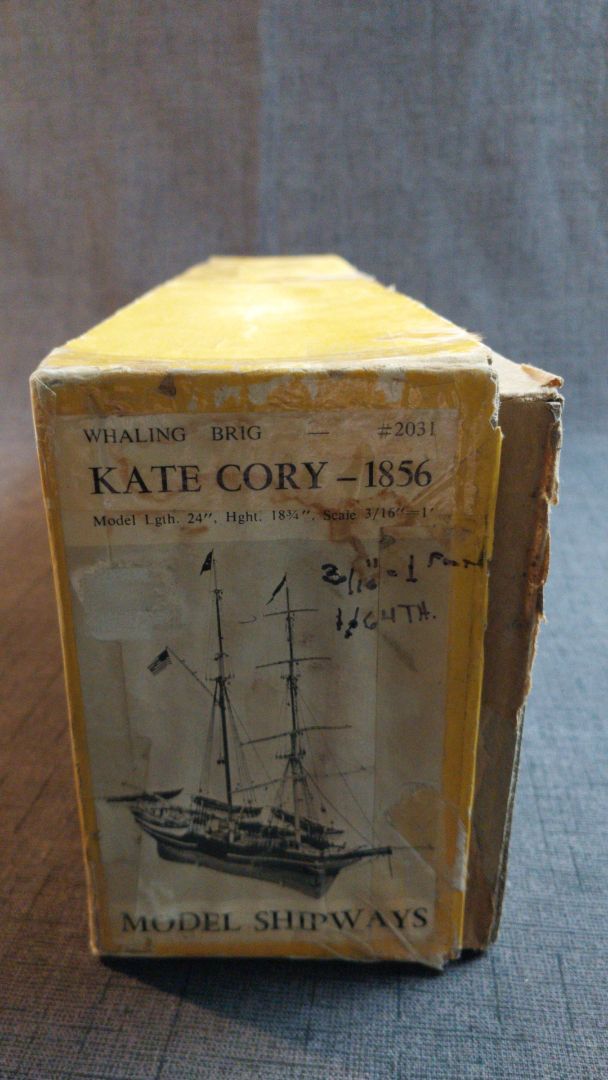 WHALING BRIG — #2031
KATE CORY – 1856
Model Lgth. 24″, Hght. 18¾″, Scale 3/16″=1′
3/16" = 1 Foot
1/64TH.
MODEL SHIPWAYS